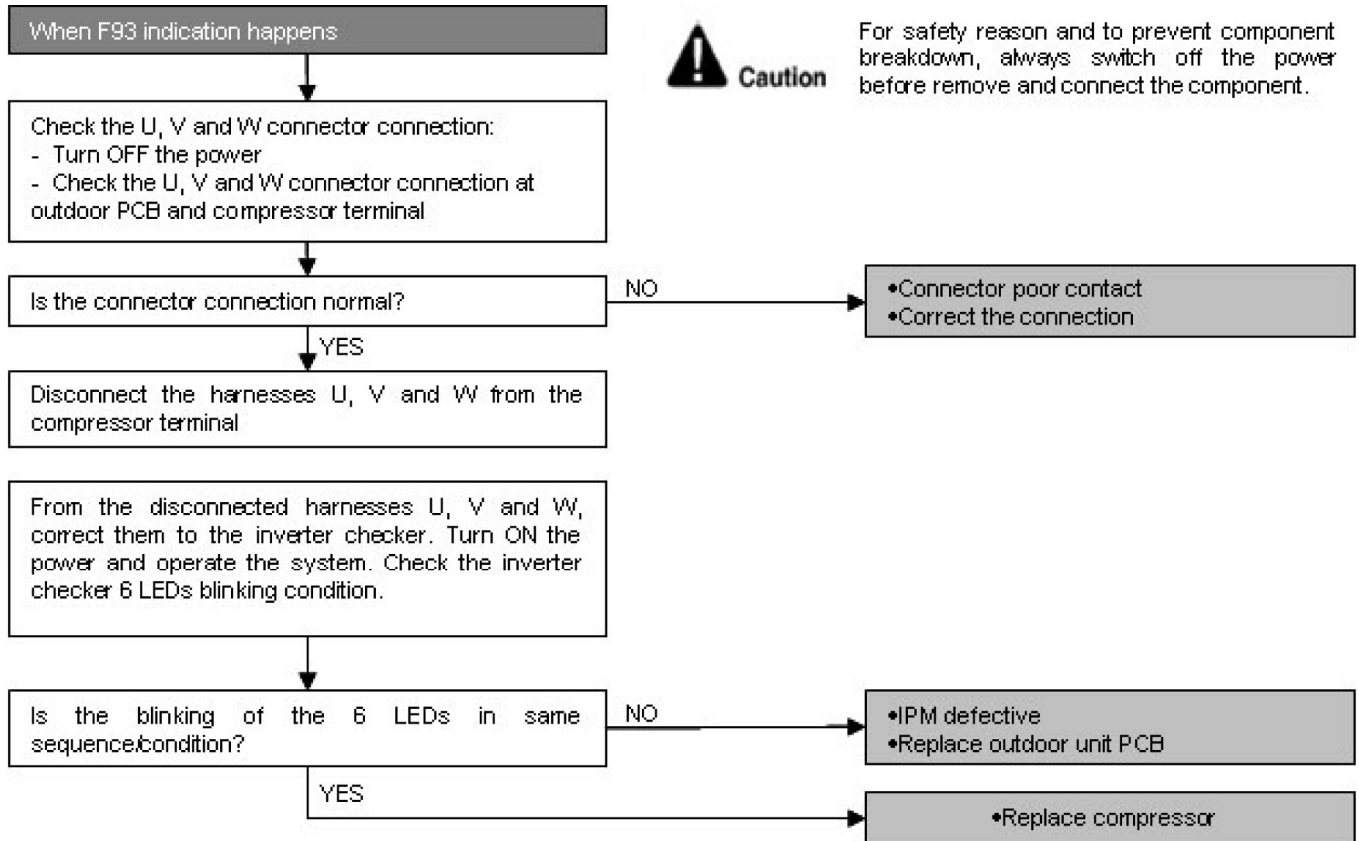 When F93 indication happens
Caution
For safety reason and to prevent component
breakdown, always switch off the power
before remove and connect the component.
Check the U, V and W connector connection:
- Turn OFF the power
- Check the U, V and W connector connection at
outdoor PCB and compressor terminal
Is the connector connection normal?
NO
•Connector poor contact
•Correct the connection
YES
Disconnect the harnesses U, V and W from the
compressor terminal
From the disconnected harnesses U, V and W,
correct them to the inverter checker. Turn ON the
power and operate the system. Check the inverter
checker 6 LEDs blinking condition.
Is the blinking of the 6 LEDs in same
sequence/condition?
NO
•IPM defective
•Replace outdoor unit PCB
YES
•Replace compressor